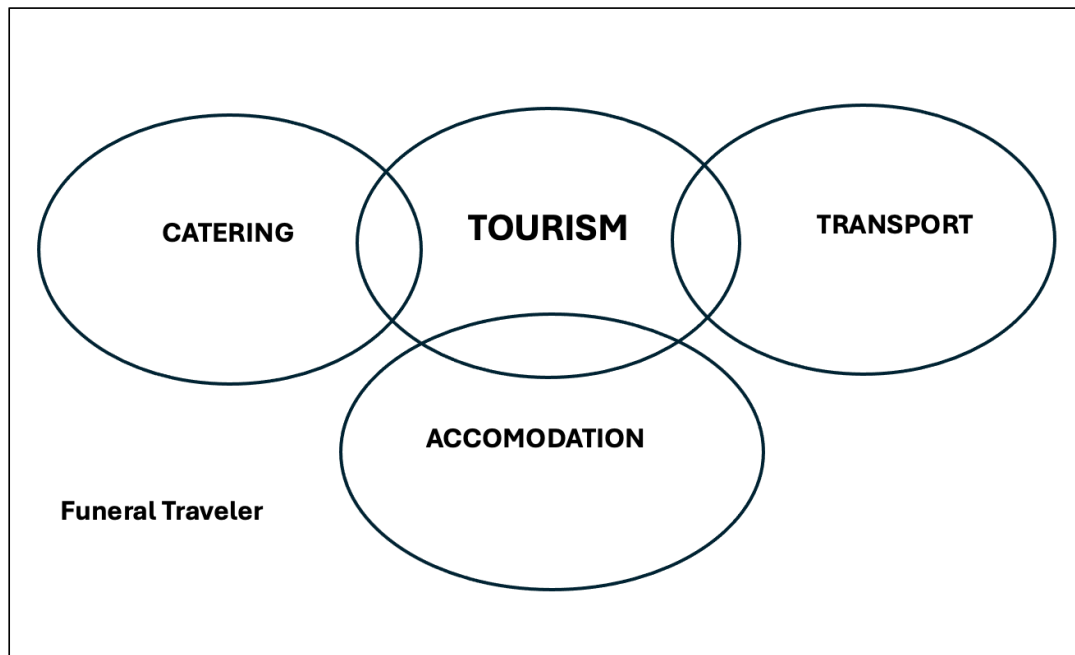 CATERING
TOURISM
TRANSPORT
ACCOMODATION
Funeral Traveler